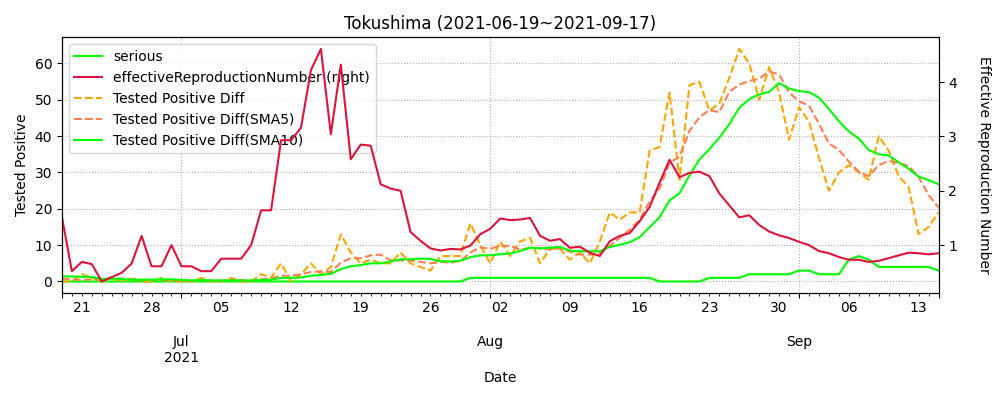 Tokushima (2021-06-19~2021-09-17)
serious
effectiveReproductionNumber (right)
Tested Positive Diff
Tested Positive Diff(SMA5)
Tested Positive Diff(SMA10)
Tested Positive
60
50
40
30
20
10
0
4
3
2
1
Effective Reproduction Number
21 28 05 12 19 26 02 09 16 23 30 06 13
Jul Aug Sep
2021
Date